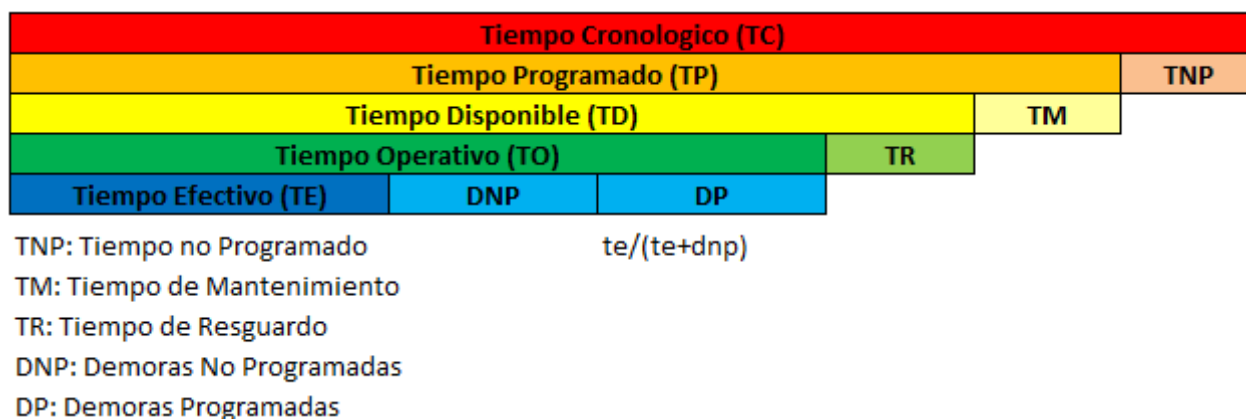 Tiempo Cronologico (TC)
Tiempo Programado (TP) TNP
Tiempo Disponible (TD) TM
Tiempo Operativo (TO) TR
Tiempo Efectivo (TE) DNP DP
TNP: Tiempo no Programado te/(te+dnp)
TM: Tiempo de Mantenimiento
TR: Tiempo de Resguardo
DNP: Demoras No Programadas
DP: Demoras Programadas